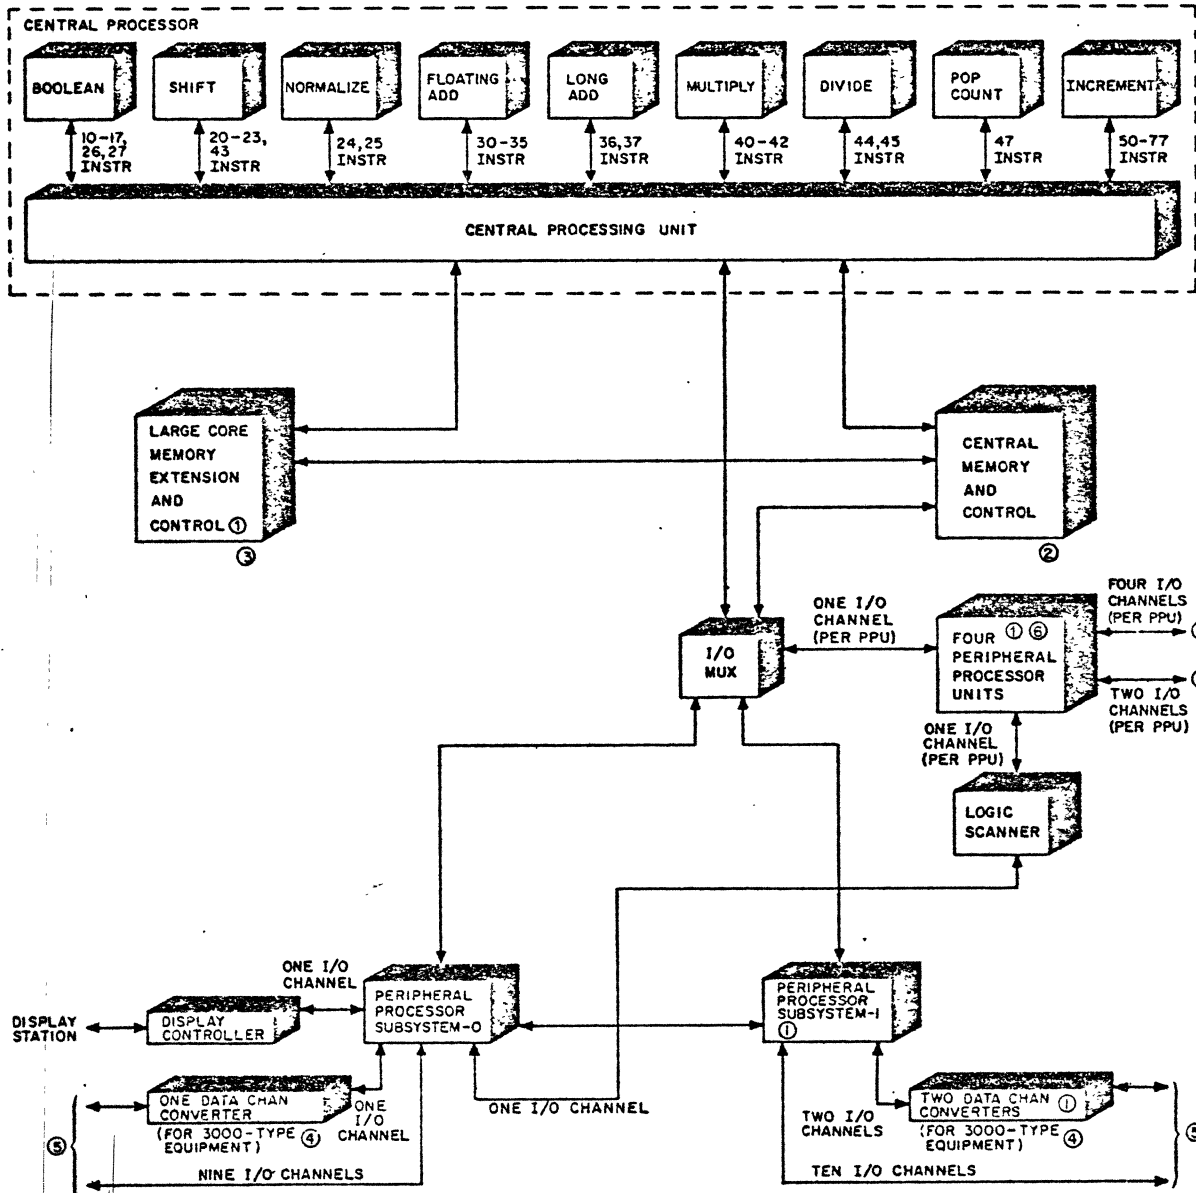 CENTRAL PROCESSOR
BOOLEAN
SHIFT
NORMALIZE
FLOATING
ADD
LONG
ADD
MULTIPLY
DIVIDE
POP
COUNT
INCREMENT
10-17,
26,27
INSTR
20-23,
43
INSTR
24,25
INSTR
30-35
INSTR
36,37
INSTR
40-42
INSTR
44,45
INSTR
47
INSTR
50-77
INSTR
CENTRAL PROCESSING UNIT
LARGE CORE
MEMORY
EXTENSION
AND
CONTROL ①
③
CENTRAL
MEMORY
AND
CONTROL
②
I/O
MUX
ONE I/O
CHANNEL
(PER PPU)
FOUR ① ⑥
PERIPHERAL
PROCESSOR
UNITS
FOUR I/O
CHANNELS
(PER PPU)
TWO I/O
CHANNELS
(PER PPU)
ONE I/O
CHANNEL
(PER PPU)
LOGIC
SCANNER
ONE I/O
CHANNEL
PERIPHERAL
PROCESSOR
SUBSYSTEM-0
PERIPHERAL
PROCESSOR
SUBSYSTEM-1
①
DISPLAY
STATION
DISPLAY
CONTROLLER
ONE DATA CHAN
CONVERTER
(FOR 3000-TYPE ④
EQUIPMENT)
ONE
I/O
CHANNEL
ONE I/O CHANNEL
TWO I/O
CHANNELS
TWO DATA CHAN
CONVERTERS ①
(FOR 3000-TYPE
EQUIPMENT) ④
⑤
NINE I/O CHANNELS
TEN I/O CHANNELS
⑤